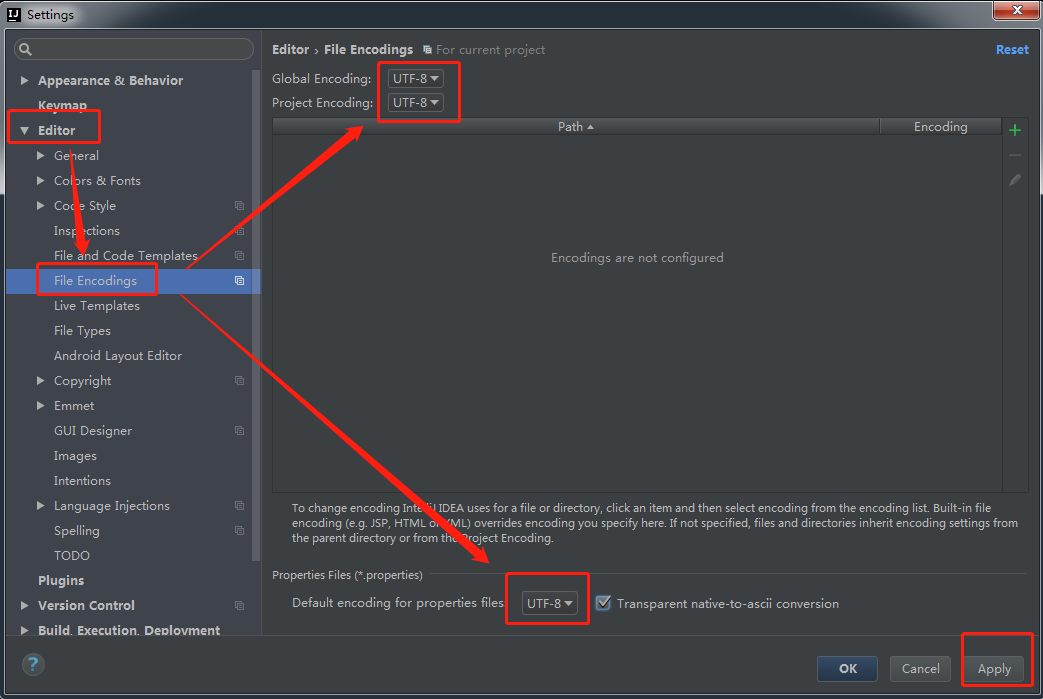 IJ Settings
Appearance & Behavior
Keymap
Editor
General
Colors & Fonts
Code Style
Inspections
File and Code Templates
File Encodings
Live Templates
File Types
Android Layout Editor
Copyright
Emmet
GUI Designer
Images
Intentions
Language Injections
Spelling
TODO
Plugins
Version Control
Build, Execution, Deployment
Editor › File Encodings For current project Reset
Global Encoding: UTF-8
Project Encoding: UTF-8
Path Encoding
Encodings are not configured
To change encoding IntelliJ IDEA uses for a file or directory, click an item and then select encoding from the encoding list. Built-in file
encoding (e.g. JSP, HTML or XML) overrides encoding you specify here. If not specified, files and directories inherit encoding settings from
the parent directory or from the Project Encoding.
Properties Files (*.properties)
Default encoding for properties files: UTF-8 Transparent native-to-ascii conversion
? OK Cancel Apply